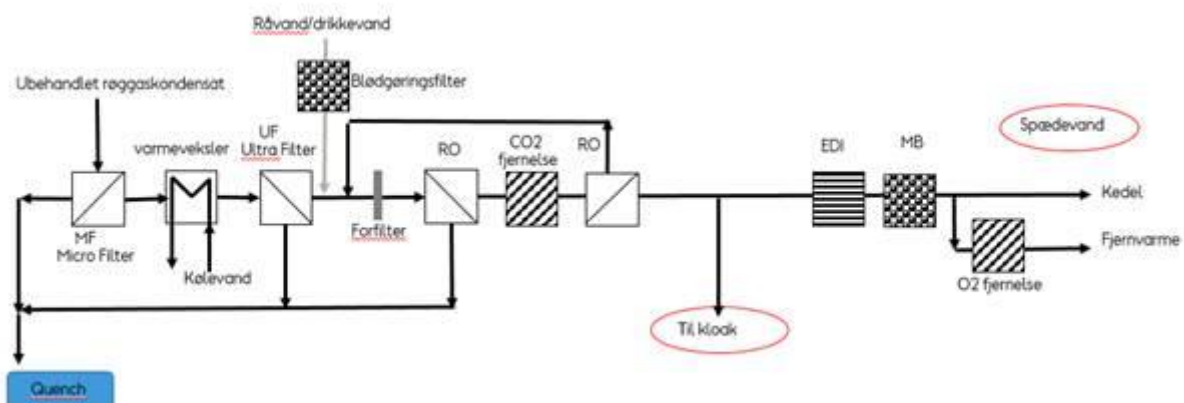 Råvand/drikkevand
Ubehandlet røggaskondensat
Blødgøringsfilter
varmeveksler
UF
Ultra Filter
RO
CO2
fjernelse
RO
EDI
MB
Spædevand
Kedel
MF
Micro Filter
Kølevand
Forfilter
Fjernvarme
O2 fjernelse
Til kloak
Quench